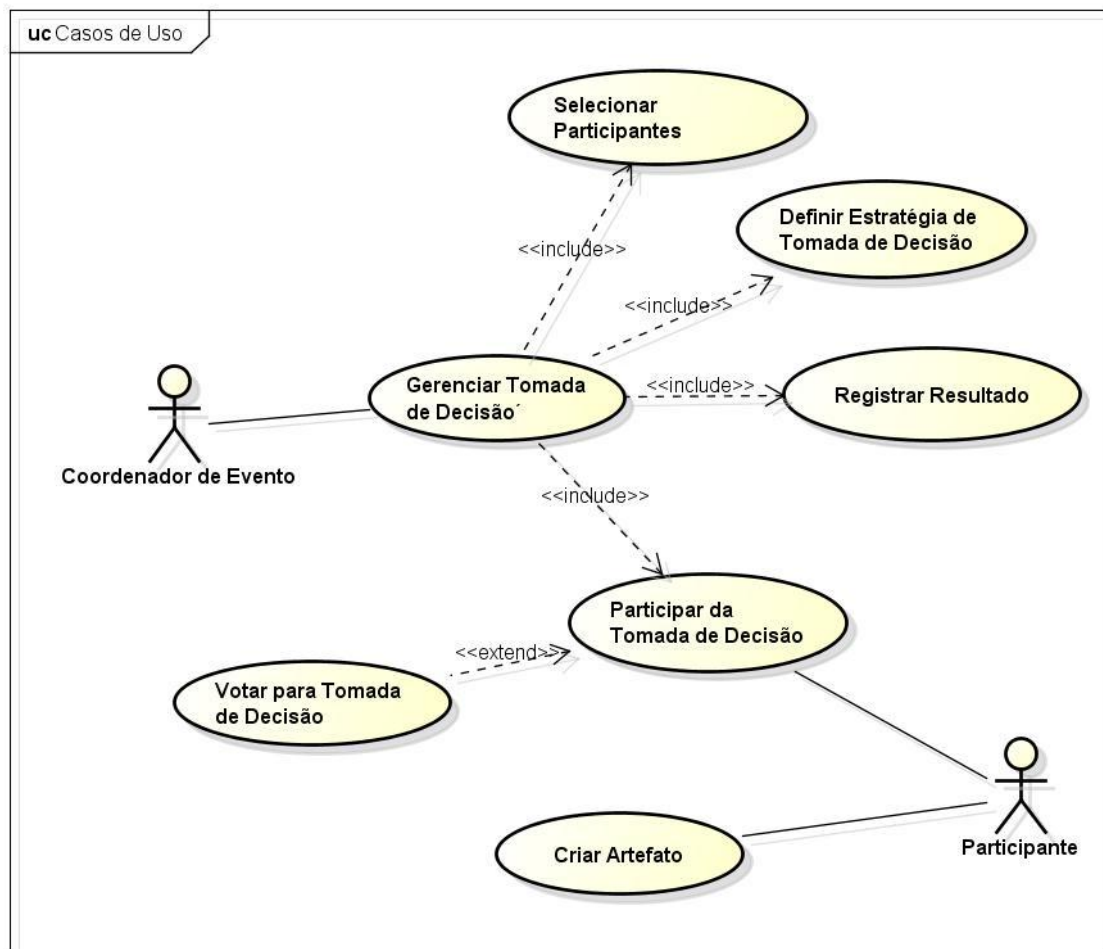 uc Casos de Uso
Selecionar
Participantes
Definir Estratégia de
Tomada de Decisão
<<include>>
<<include>>
Gerenciar Tomada
de Decisão´
<<include>>
Registrar Resultado
Coordenador de Evento
<<include>>
Participar da
Tomada de Decisão
<<extend>>
Votar para Tomada
de Decisão
Criar Artefato
Participante